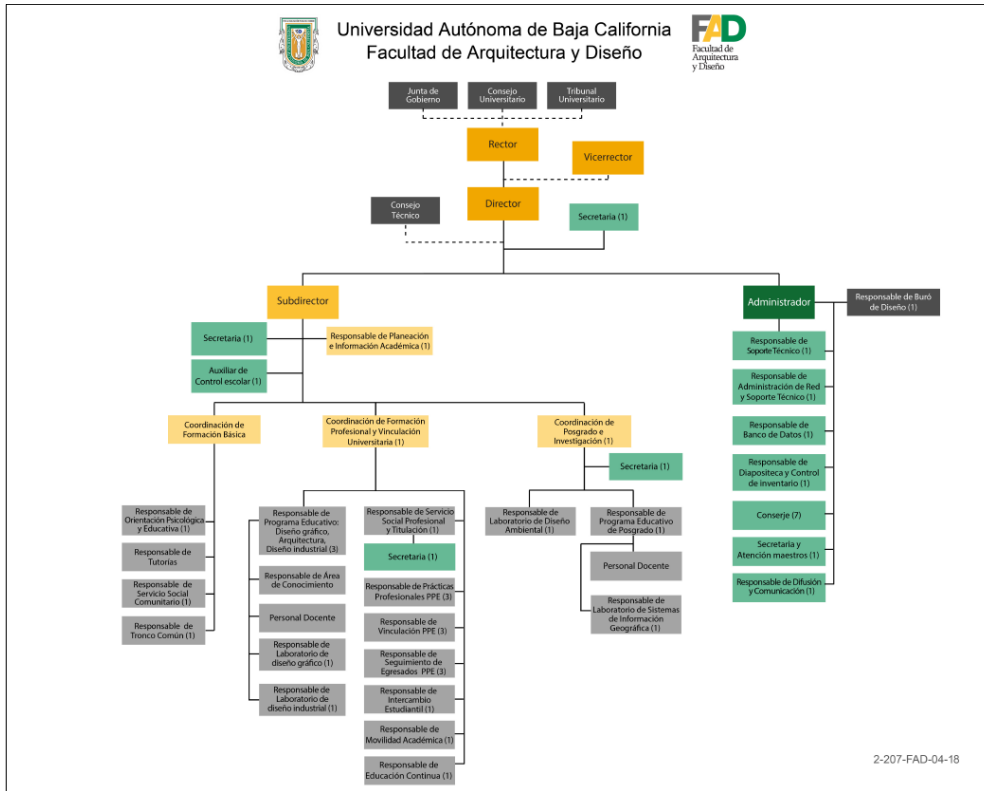 Universidad Autónoma de Baja California
Facultad de Arquitectura y Diseño
FAD
Facultad de
Arquitectura
y Diseño
Junta de
Gobierno
Consejo
Universitario
Tribunal
Universitario
Rector
Vicerrector
Director
Consejo
Técnico
Secretaria (1)
Subdirector
Administrador
Responsable de Buró
de Diseño (1)
Secretaria (1)
Responsable de Planeación
e Información Académica (1)
Auxiliar de
Control escolar (1)
Responsable de
Soporte Técnico (1)
Responsable de
Administración de Red
y Soporte Técnico (1)
Responsable de
Banco de Datos (1)
Responsable de
Diapositeca y Control
de inventario (1)
Conserje (7)
Secretaria y
Atención maestros (1)
Responsable de Difusión
y Comunicación (1)
Coordinación de
Formación Básica
Coordinación de Formación
Profesional y Vinculación
Universitaria (1)
Coordinación de
Posgrado e
Investigación (1)
Secretaria (1)
Responsable de
Orientación Psicológica
y Educativa (1)
Responsable de
Tutorías
Responsable de
Servicio Social
Comunitario (1)
Responsable de
Tronco Común (1)
Responsable de
Programa Educativo:
Diseño gráfico,
Arquitectura,
Diseño industrial (3)
Responsable de Área
de Conocimiento
Personal Docente
Responsable de
Laboratorio de
diseño gráfico (1)
Responsable de
Laboratorio de
diseño industrial (1)
Responsable de Servicio
Social Profesional
y Titulación (1)
Secretaria (1)
Responsable de Prácticas
Profesionales PPE (3)
Responsable de
Vinculación PPE (3)
Responsable de
Seguimiento de
Egresados PPE (3)
Responsable de
Intercambio
Estudiantil (1)
Responsable de
Movilidad Académica (1)
Responsable de
Educación Continua (1)
Responsable de
Laboratorio de Diseño
Ambiental (1)
Responsable de
Programa Educativo
de Posgrado (1)
Personal Docente
Responsable de
Laboratorio de Sistemas
de Información
Geográfica (1)
2-207-FAD-04-18